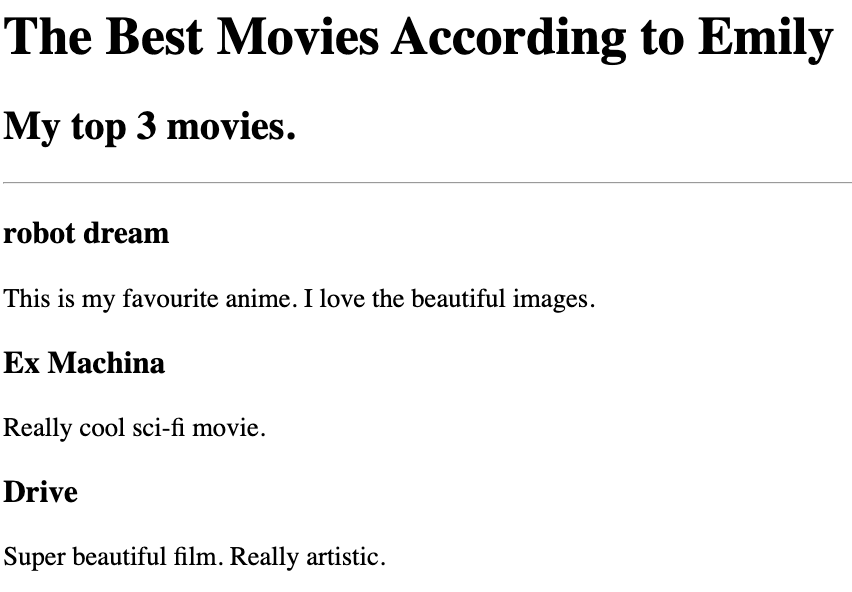 The Best Movies According to Emily
My top 3 movies.
robot dream
This is my favourite anime. I love the beautiful images.
Ex Machina
Really cool sci-fi movie.
Drive
Super beautiful film. Really artistic.